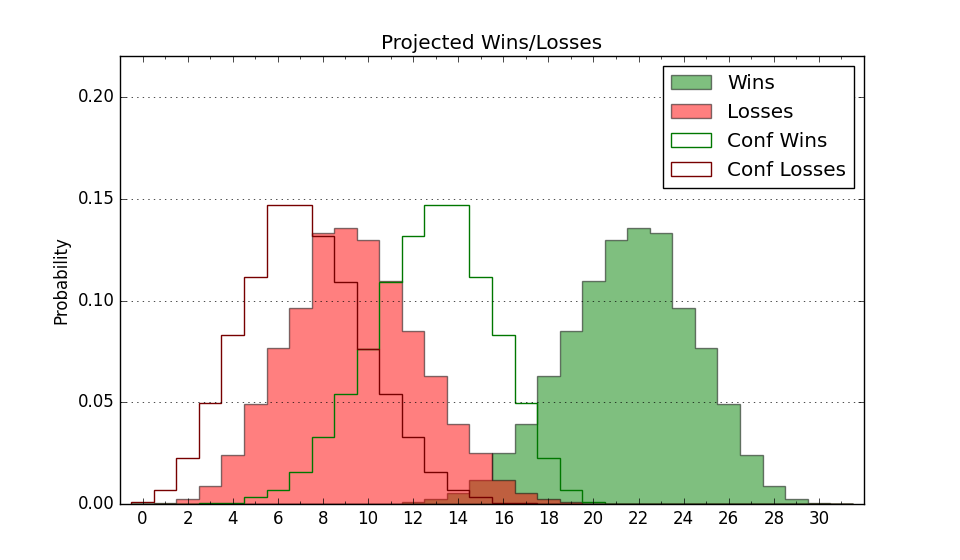 Projected Wins/Losses
Wins
Losses
Conf Wins
Conf Losses
Probability
0.20
0.15
0.10
0.05
0.00
0 2 4 6 8 10 12 14 16 18 20 22 24 26 28 30